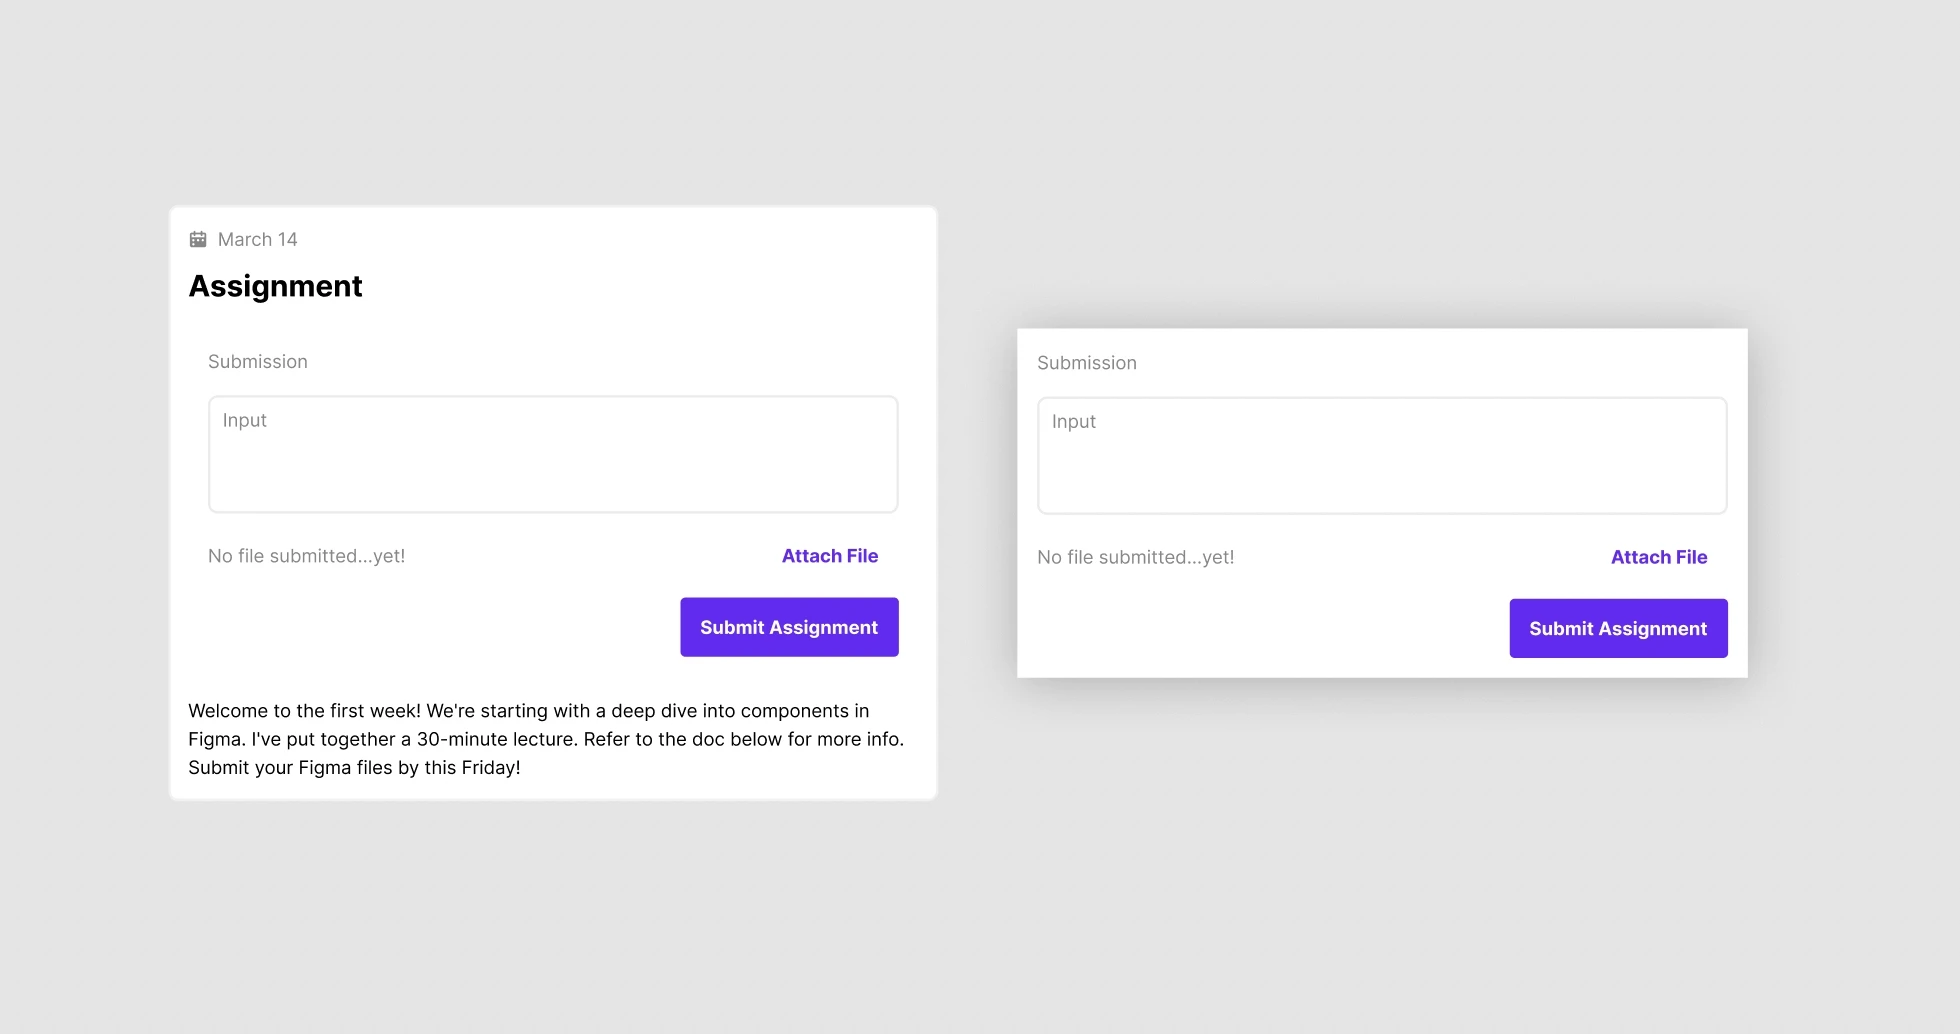 March 14
Assignment
Submission
Input
No file submitted...yet!
Attach File
Submit Assignment
Welcome to the first week! We're starting with a deep dive into components in
Figma. I've put together a 30-minute lecture. Refer to the doc below for more info.
Submit your Figma files by this Friday!
Submission
Input
No file submitted...yet!
Attach File
Submit Assignment